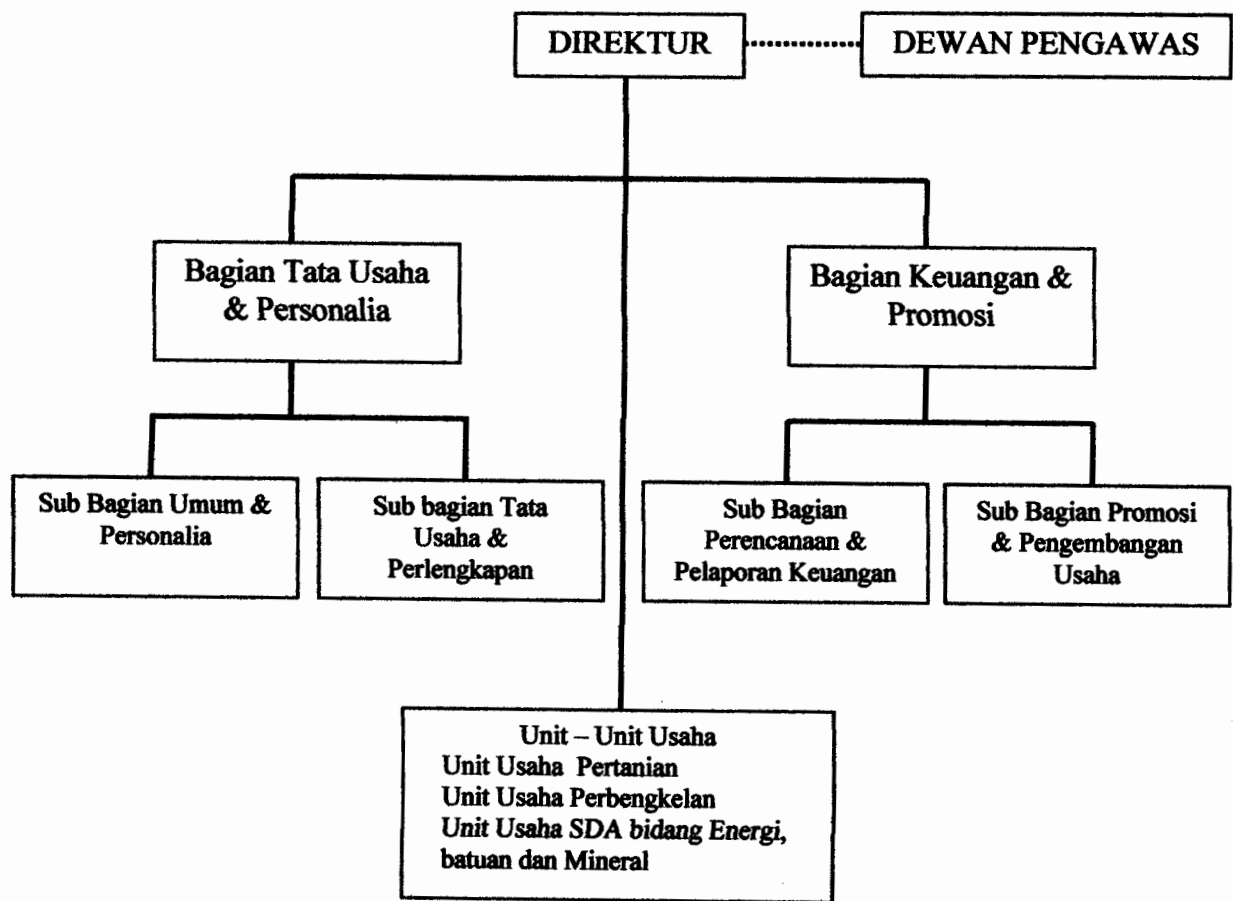 DIREKTUR
DEWAN PENGAWAS
Bagian Tata Usaha
& Personalia
Bagian Keuangan &
Promosi
Sub Bagian Umum &
Personalia
Sub bagian Tata
Usaha &
Perlengkapan
Sub Bagian
Perencanaan &
Pelaporan Keuangan
Sub Bagian Promosi
& Pengembangan
Usaha
Unit – Unit Usaha
Unit Usaha Pertanian
Unit Usaha Perbengkelan
Unit Usaha SDA bidang Energi,
batuan dan Mineral